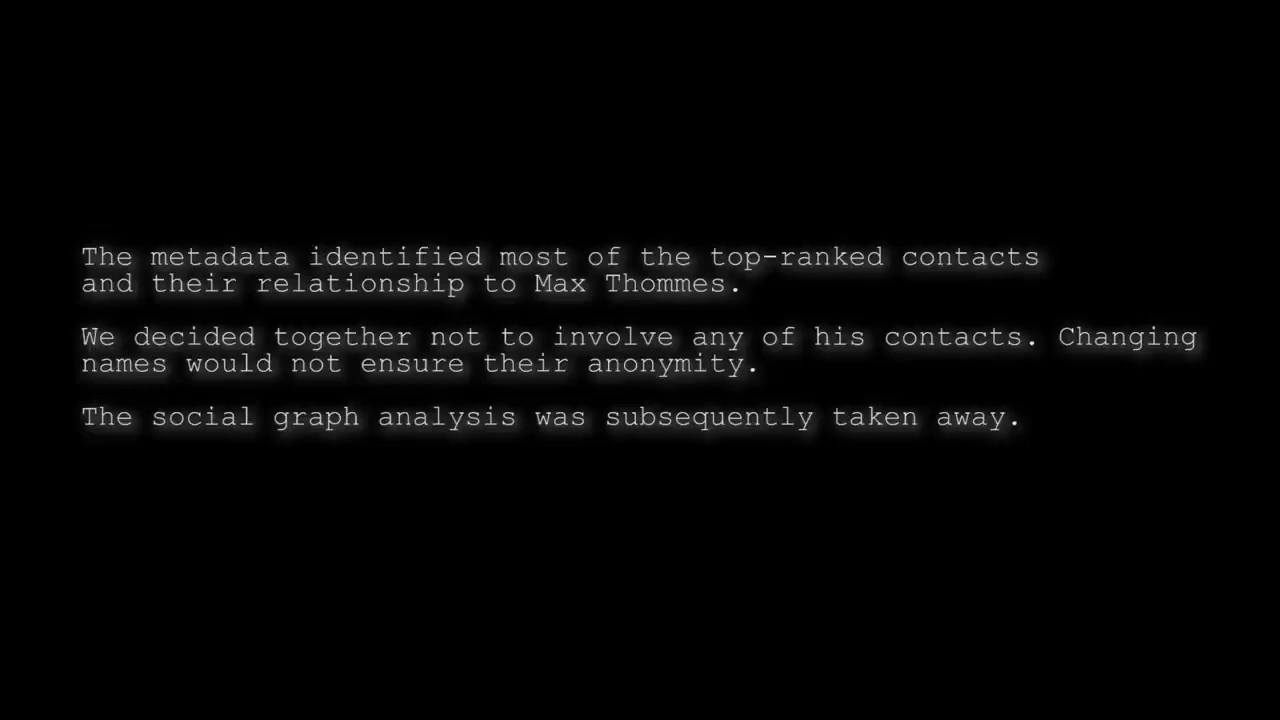 The metadata identified most of the top-ranked contacts
and their relationship to Max Thommes.
We decided together not to involve any of his contacts. Changing
names would not ensure their anonymity.
The social graph analysis was subsequently taken away.